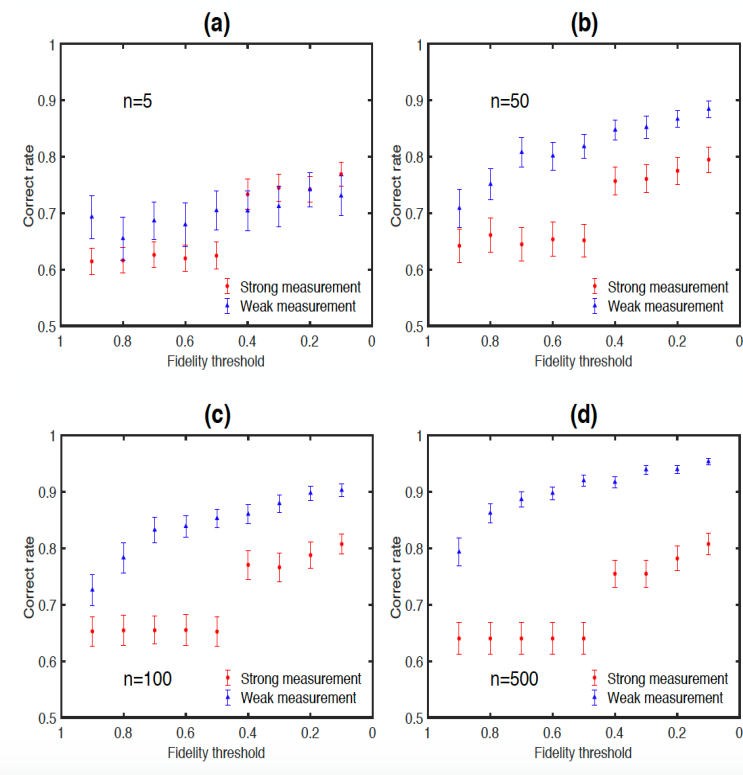 (a)
1
0.9
0.8
0.7
0.6
0.5
Correct rate
n=5
Strong measurement
Weak measurement
1
0.8
0.6
0.4
0.2
0
Fidelity threshold
(b)
1
0.9
0.8
0.7
0.6
0.5
Correct rate
n=50
Strong measurement
Weak measurement
1
0.8
0.6
0.4
0.2
0
Fidelity threshold
(c)
1
0.9
0.8
0.7
0.6
0.5
Correct rate
n=100
Strong measurement
Weak measurement
1
0.8
0.6
0.4
0.2
0
Fidelity threshold
(d)
1
0.9
0.8
0.7
0.6
0.5
Correct rate
n=500
Strong measurement
Weak measurement
1
0.8
0.6
0.4
0.2
0
Fidelity threshold